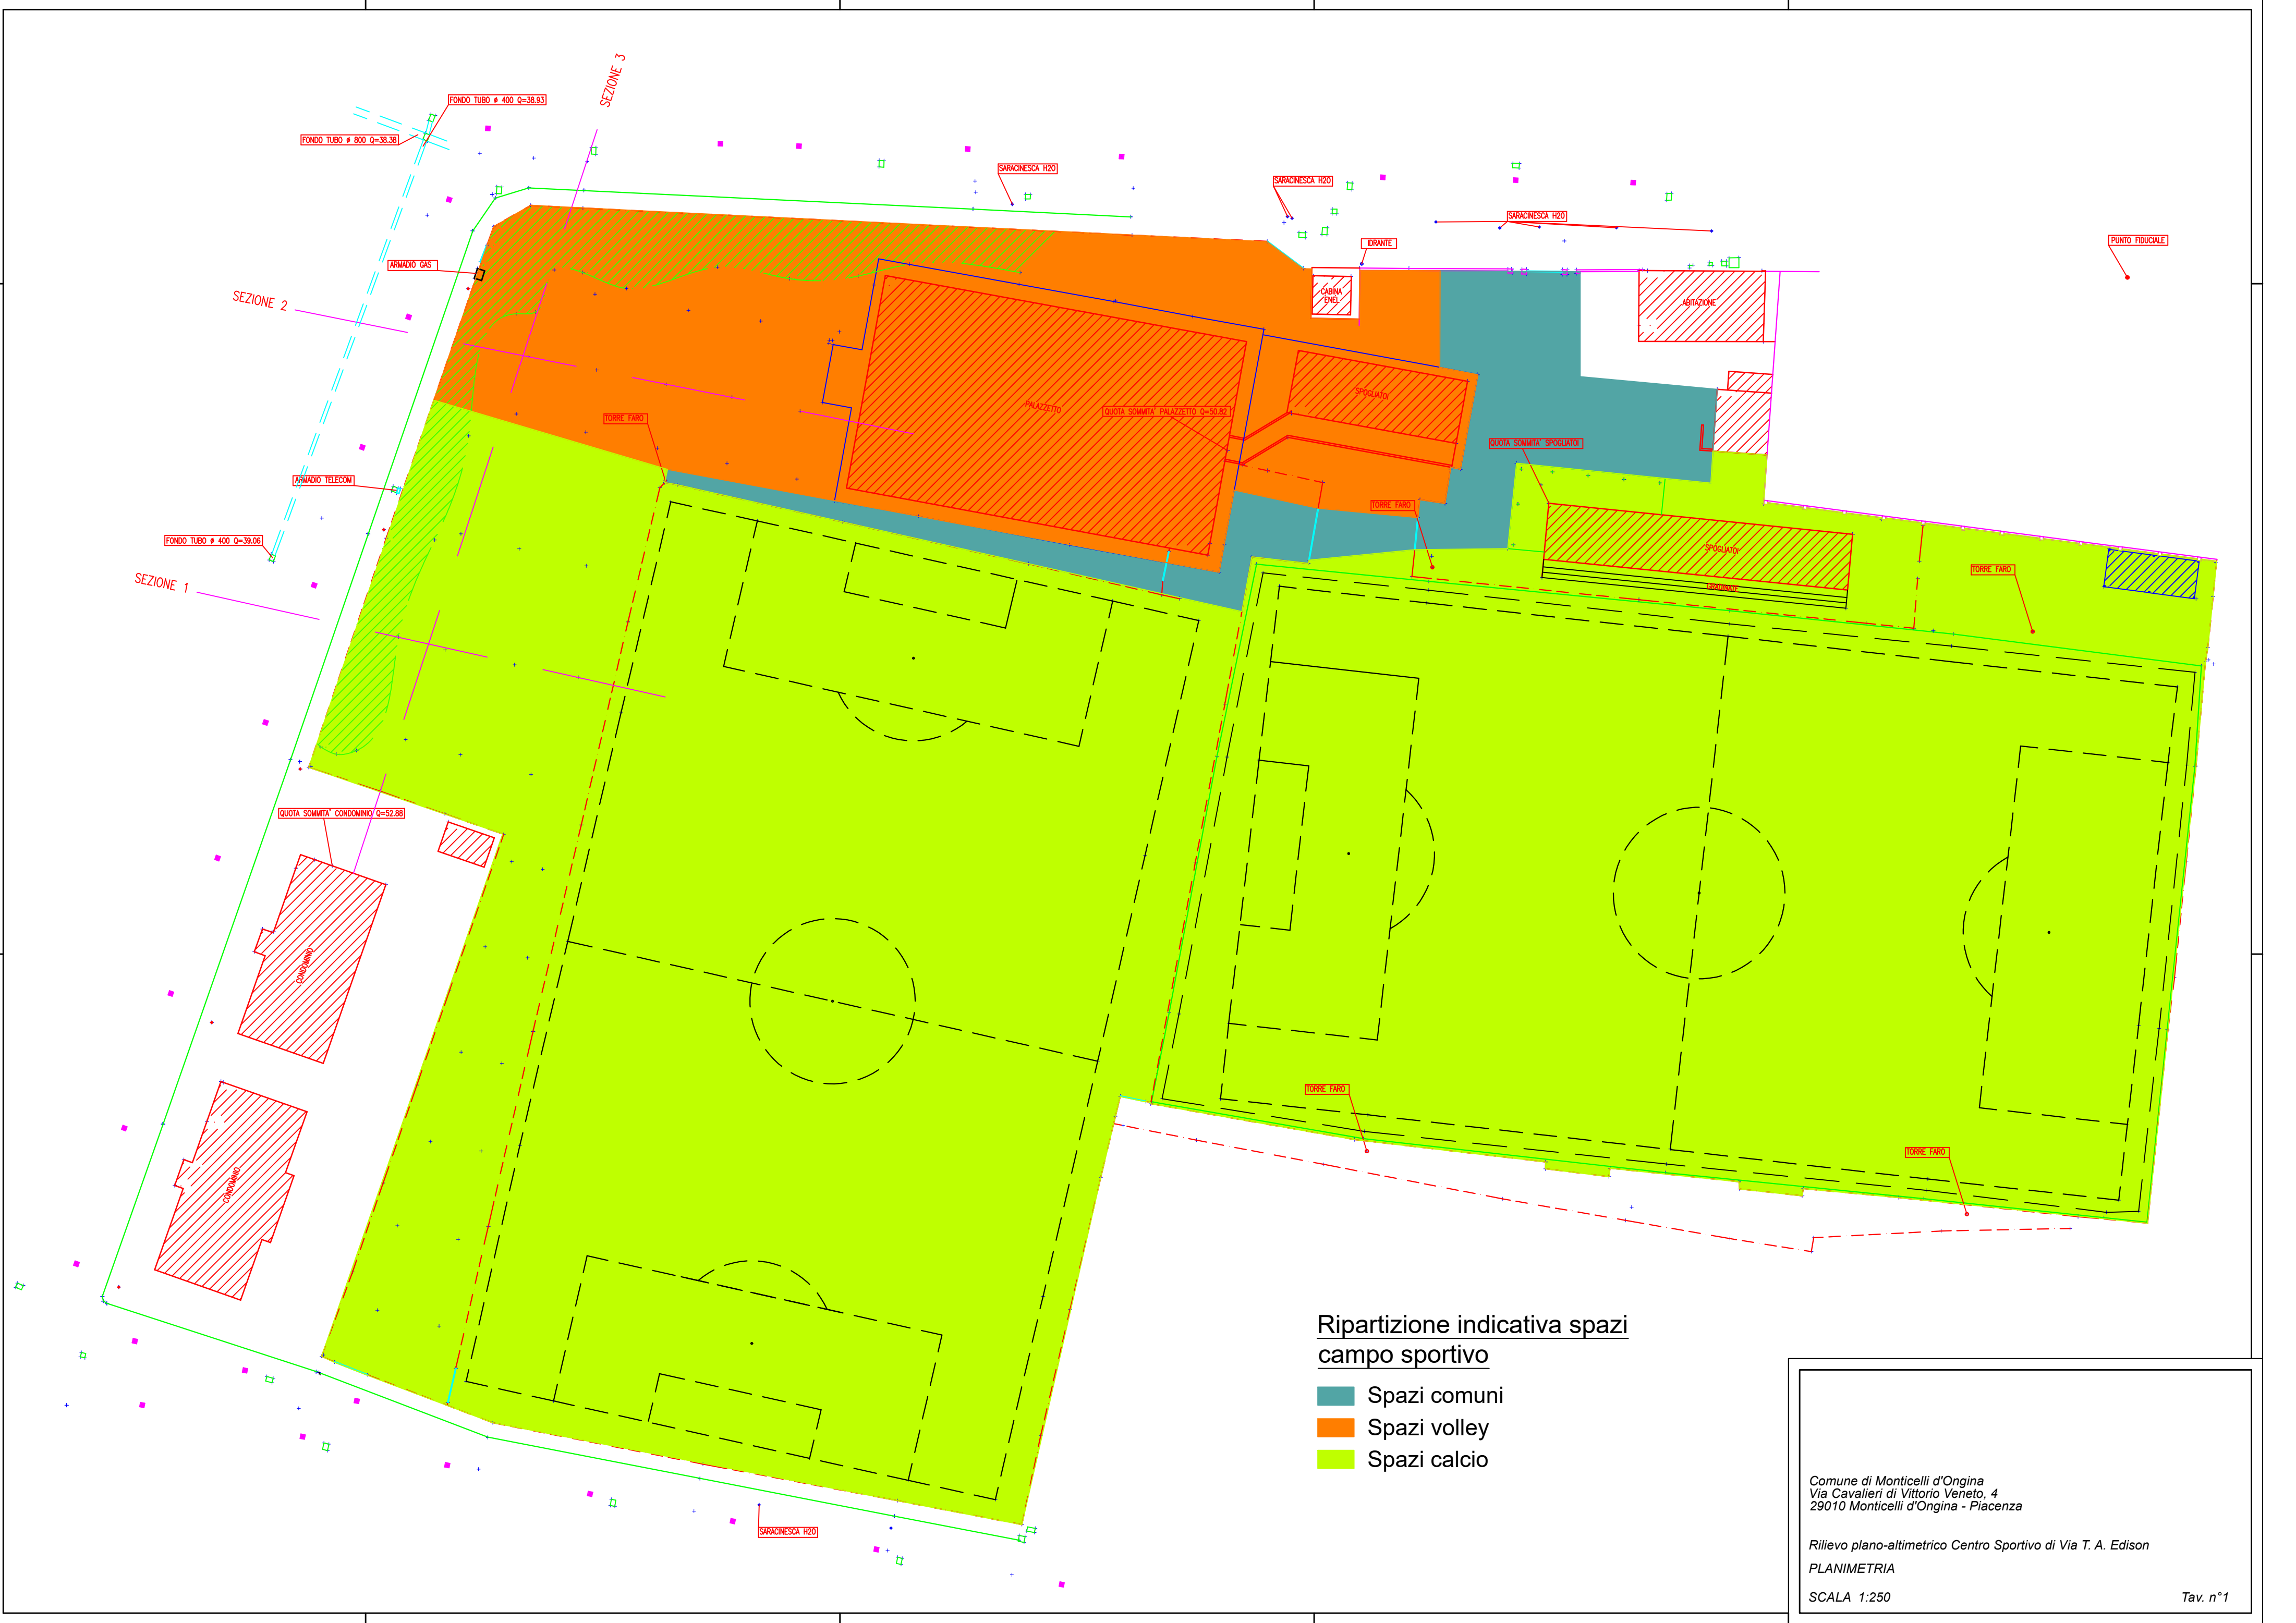 SEZIONE 3
FONDO TUBO ø 400 Q=38.93
FONDO TUBO ø 800 Q=38.38
SARACINESCA H2O
SARACINESCA H2O
SARACINESCA H2O
IDRANTE
PUNTO FIDUCIALE
ARMADIO GAS
SEZIONE 2
CABINA
ENEL
ABITAZIONE
SPOGLIATOI
PALAZZETTO
QUOTA SOMMITA' PALAZZETTO Q=50.82
TORRE FARO
QUOTA SOMMITA' SPOGLIATOI
ARMADIO TELECOM
TORRE FARO
FONDO TUBO ø 400 Q=39.06
SPOGLIATOI
SEZIONE 1
TORRE FARO
QUOTA SOMMITA' CONDOMINIO Q=52.88
CONDOMINIO
TORRE FARO
TORRE FARO
CONDOMINIO
Ripartizione indicativa spazi
campo sportivo
Spazi comuni
Spazi volley
Spazi calcio
SARACINESCA H2O
Comune di Monticelli d'Ongina
Via Cavalieri di Vittorio Veneto, 4
29010 Monticelli d'Ongina - Piacenza
Rilievo plano-altimetrico Centro Sportivo di Via T. A. Edison
PLANIMETRIA
SCALA 1:250 Tav. n°1